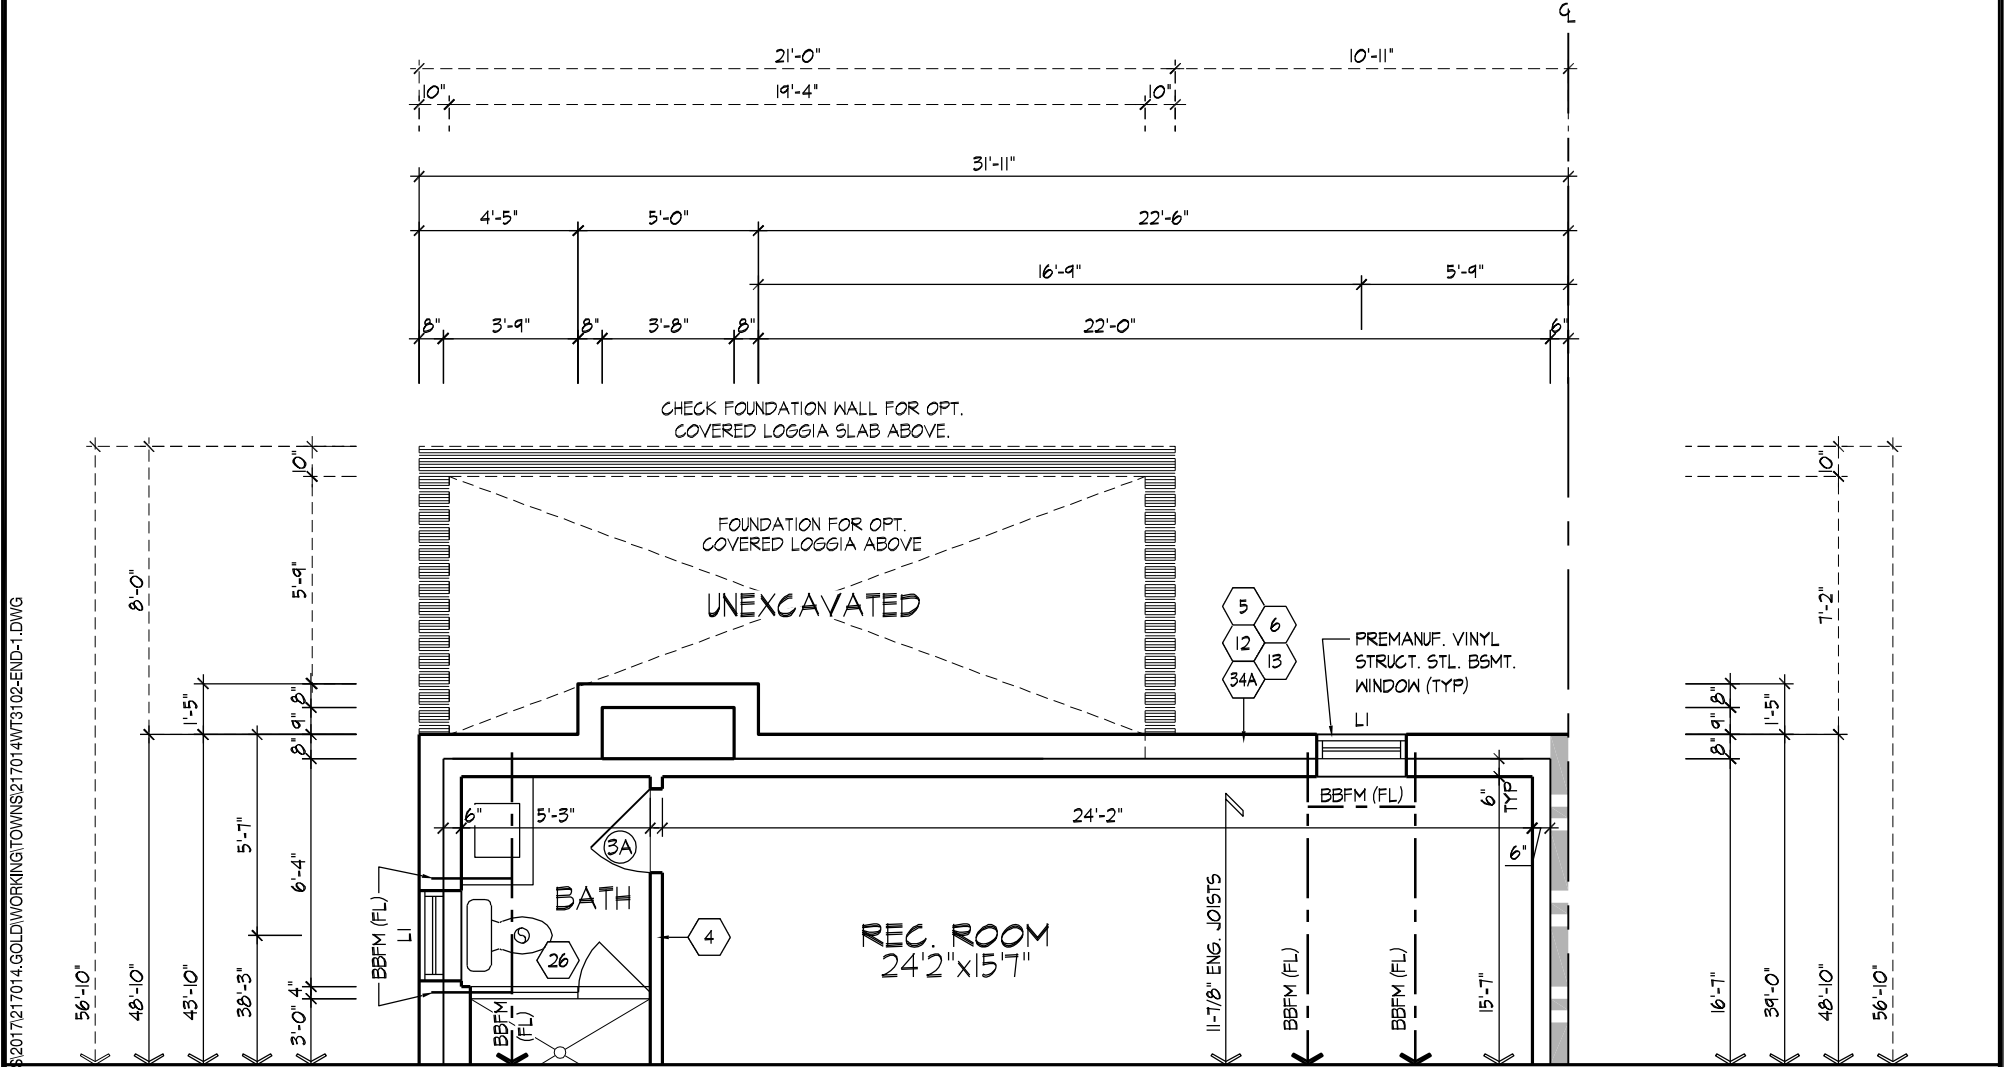 CL
21'-0"
10'-11"
10"
19'-4"
10"
31'-11"
4'-5"
5'-0"
22'-6"
16'-9"
5'-9"
8"
3'-9"
8"
3'-8"
8"
22'-0"
6"
CHECK FOUNDATION WALL FOR OPT.
COVERED LOGGIA SLAB ABOVE.
FOUNDATION FOR OPT.
COVERED LOGGIA ABOVE
UNEXCAVATED
5
6
12
13
34A
PREMANUF. VINYL
STRUCT. STL. BSMT.
WINDOW (TYP)
L1
10"
5'-9"
8'-0"
8"
9"
8"
1'-5"
5'-7"
6'-4"
4"
3'-0"
38'-3"
43'-10"
48'-10"
56'-10"
10"
7'-2"
8"
9"
8"
1'-5"
16'-7"
39'-0"
48'-10"
56'-10"
6"
5'-3"
24'-2"
6"
TYP
6"
BBFM (FL)
3A
BATH
BBFM (FL)
L1
26
4
REC. ROOM
24'2"x15'7"
BBFM
(FL)
11-7/8" ENG. JOISTS
BBFM (FL)
BBFM (FL)
15'-7"
S\2017\217014.GOLD\WORKING\TOWNS\217014WT3102-END-1.DWG